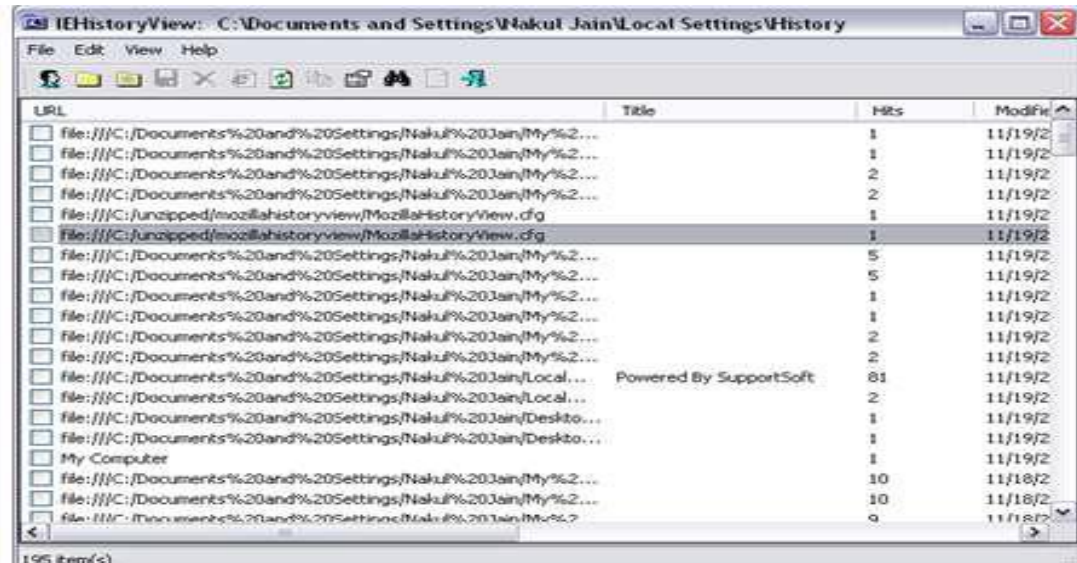 IEHistoryView: C:\Documents and Settings\Nakul Jain\Local Settings\History
File Edit View Help
URL Title Hits Modifie
file:///C:/Documents%20and%20Settings/Nakul%20Jain/My%2... 1 11/19/2
file:///C:/Documents%20and%20Settings/Nakul%20Jain/My%2... 1 11/19/2
file:///C:/Documents%20and%20Settings/Nakul%20Jain/My%2... 2 11/19/2
file:///C:/Documents%20and%20Settings/Nakul%20Jain/My%2... 2 11/19/2
file:///C:/unzipped/mozillahistoryview/MozillaHistoryView.cfg 1 11/19/2
file:///C:/unzipped/mozillahistoryview/MozillaHistoryView.cfg 1 11/19/2
file:///C:/Documents%20and%20Settings/Nakul%20Jain/My%2... 5 11/19/2
file:///C:/Documents%20and%20Settings/Nakul%20Jain/My%2... 5 11/19/2
file:///C:/Documents%20and%20Settings/Nakul%20Jain/My%2... 1 11/19/2
file:///C:/Documents%20and%20Settings/Nakul%20Jain/My%2... 1 11/19/2
file:///C:/Documents%20and%20Settings/Nakul%20Jain/My%2... 2 11/19/2
file:///C:/Documents%20and%20Settings/Nakul%20Jain/My%2... 2 11/19/2
file:///C:/Documents%20and%20Settings/Nakul%20Jain/Local... Powered By SupportSoft 81 11/19/2
file:///C:/Documents%20and%20Settings/Nakul%20Jain/Local... 2 11/19/2
file:///C:/Documents%20and%20Settings/Nakul%20Jain/Deskto... 1 11/19/2
file:///C:/Documents%20and%20Settings/Nakul%20Jain/Deskto... 1 11/19/2
My Computer 1 11/19/2
file:///C:/Documents%20and%20Settings/Nakul%20Jain/My%2... 10 11/18/2
file:///C:/Documents%20and%20Settings/Nakul%20Jain/My%2... 10 11/18/2
file:///C:/Documents%20and%20Settings/Nakul%20Jain/My%2... 9 11/18/2
195 item(s)